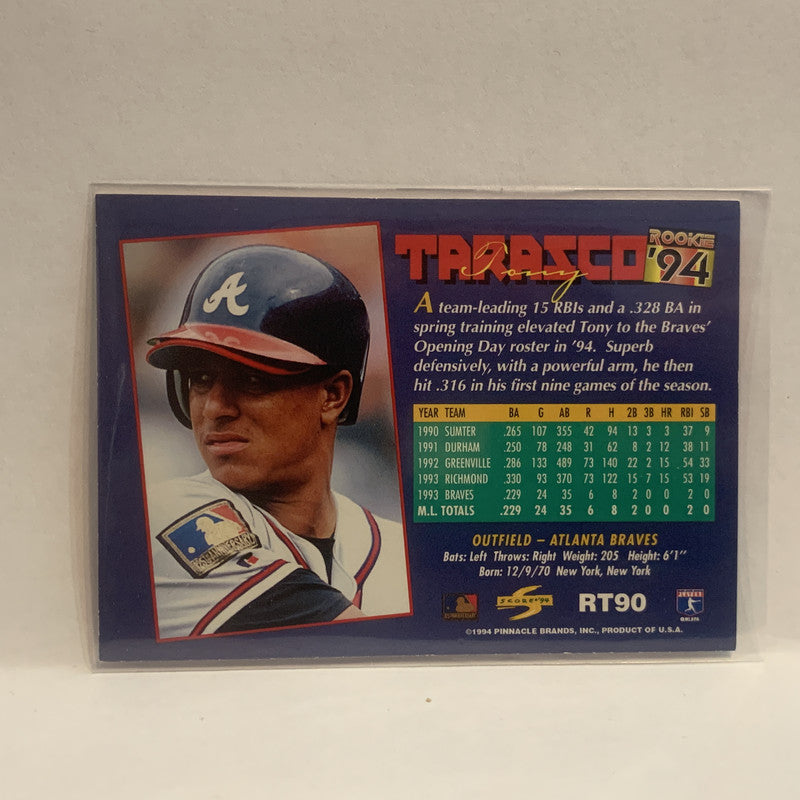 TARASCO
Tony
ROOKIE
'94
A team-leading 15 RBIs and a .328 BA in
spring training elevated Tony to the Braves'
Opening Day roster in '94. Superb
defensively, with a powerful arm, he then
hit .316 in his first nine games of the season.
YEAR TEAM BA G AB R H 2B 3B HR RBI SB
1990 SUMTER .265 107 355 42 94 13 3 3 37 9
1991 DURHAM .250 78 248 31 62 8 2 12 38 11
1992 GREENVILLE .286 133 489 73 140 22 2 15 54 33
1993 RICHMOND .330 93 370 73 122 15 7 15 53 19
1993 BRAVES .229 24 35 6 8 2 0 0 2 0
M.L. TOTALS .229 24 35 6 8 2 0 0 2 0
OUTFIELD – ATLANTA BRAVES
Bats: Left Throws: Right Weight: 205 Height: 6'1"
Born: 12/9/70 New York, New York
A
ANNIVERSARY
SCORE '94
RT90
PLAYERS
©1994 PINNACLE BRANDS, INC., PRODUCT OF U.S.A.